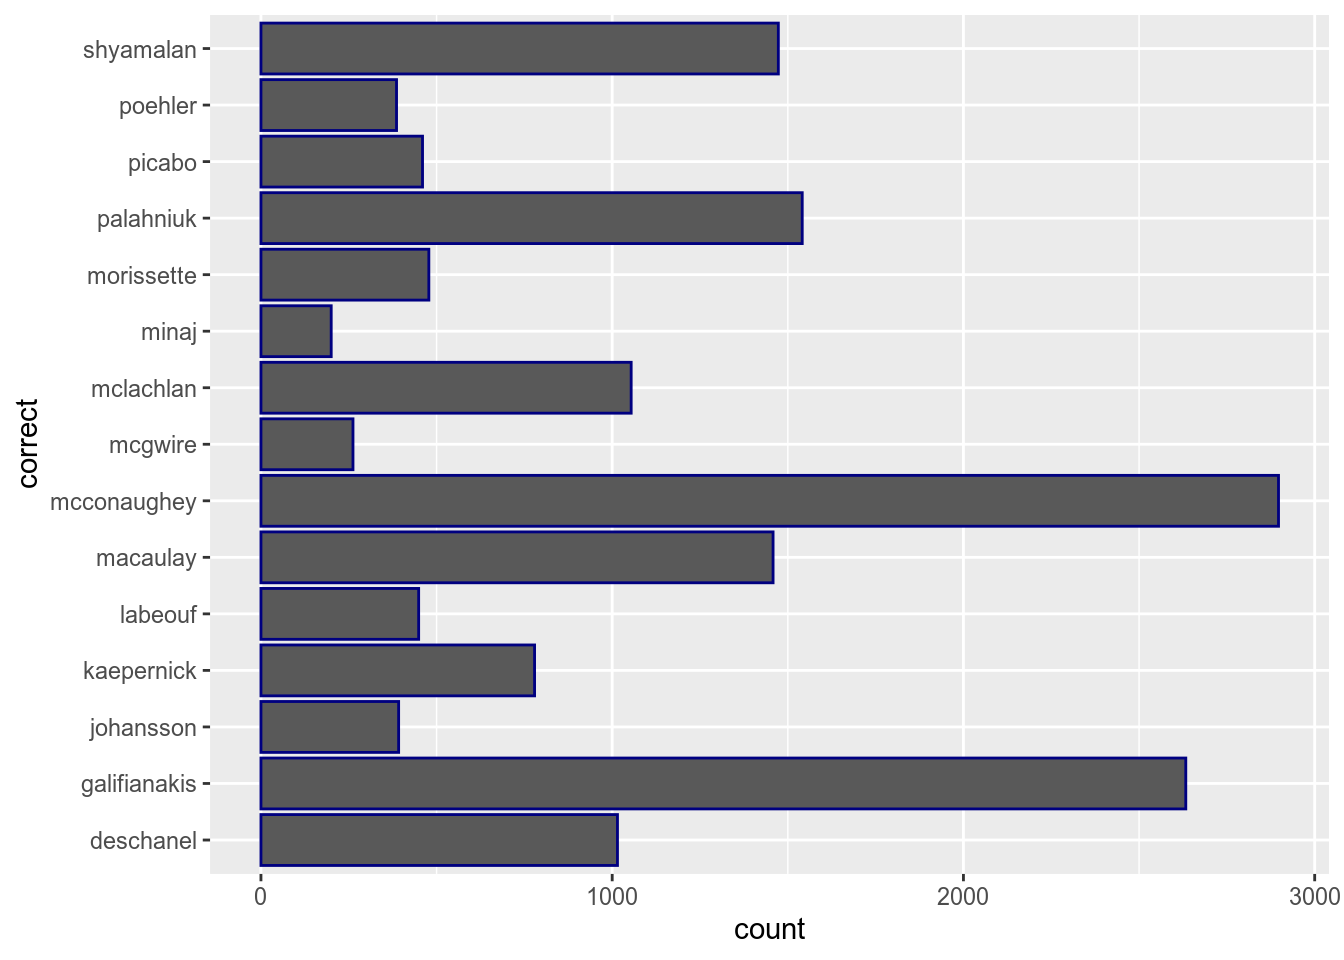 correct
shyamalan
poehler
picabo
palahniuk
morissette
minaj
mclachlan
mcgwire
mcconaughey
macaulay
labeouf
kaepernick
johansson
galifianakis
deschanel
0 1000 2000 3000
count